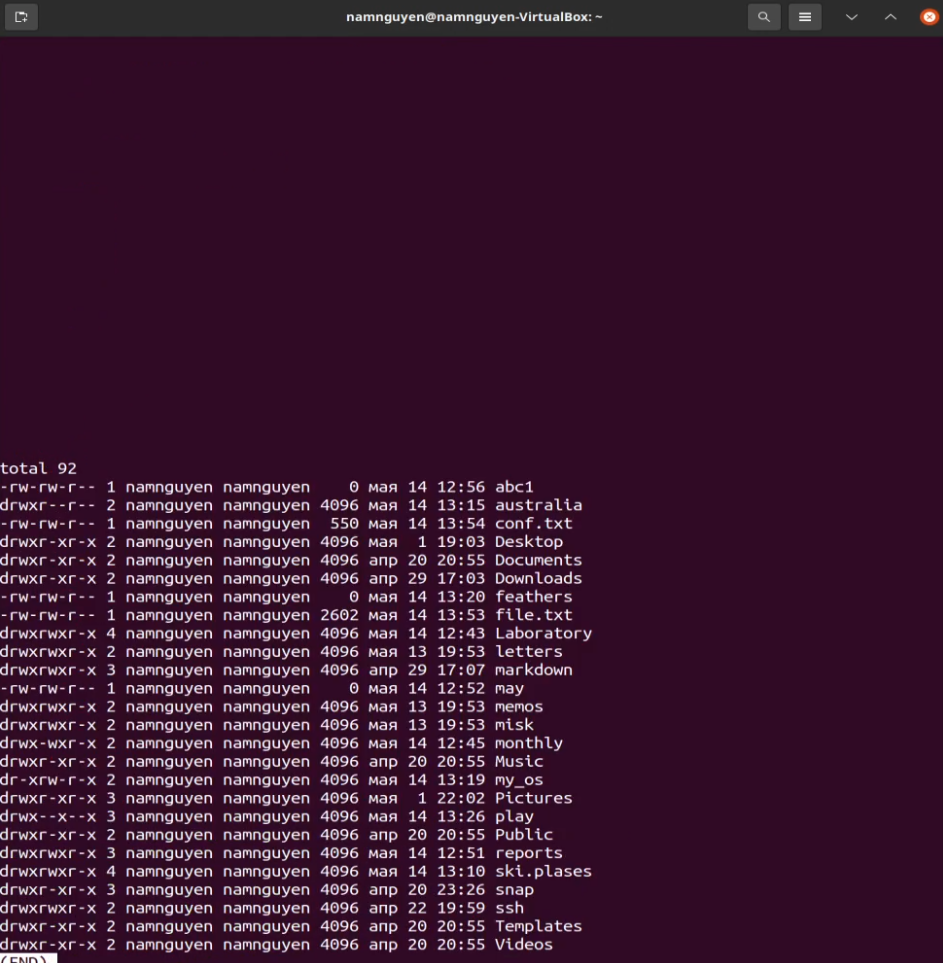 namnguyen@namnguyen-VirtualBox: ~
total 92
-rw-rw-r-- 1 namnguyen namnguyen    0 мая 14 12:56 abc1
drwxr--r-- 2 namnguyen namnguyen 4096 мая 14 13:15 australia
-rw-rw-r-- 1 namnguyen namnguyen  550 мая 14 13:54 conf.txt
drwxr-xr-x 2 namnguyen namnguyen 4096 мая  1 19:03 Desktop
drwxr-xr-x 2 namnguyen namnguyen 4096 апр 20 20:55 Documents
drwxr-xr-x 2 namnguyen namnguyen 4096 апр 29 17:03 Downloads
-rw-rw-r-- 1 namnguyen namnguyen    0 мая 14 13:20 feathers
-rw-rw-r-- 1 namnguyen namnguyen 2602 мая 14 13:53 file.txt
drwxrwxr-x 4 namnguyen namnguyen 4096 мая 14 12:43 Laboratory
drwxrwxr-x 2 namnguyen namnguyen 4096 мая 13 19:53 letters
drwxrwxr-x 3 namnguyen namnguyen 4096 апр 29 17:07 markdown
-rw-rw-r-- 1 namnguyen namnguyen    0 мая 14 12:52 may
drwxrwxr-x 2 namnguyen namnguyen 4096 мая 13 19:53 memos
drwxrwxr-x 2 namnguyen namnguyen 4096 мая 13 19:53 misk
drwx-wxr-x 2 namnguyen namnguyen 4096 мая 14 12:45 monthly
drwxr-xr-x 2 namnguyen namnguyen 4096 апр 20 20:55 Music
dr-xrw-r-x 2 namnguyen namnguyen 4096 мая 14 13:19 my_os
drwxr-xr-x 3 namnguyen namnguyen 4096 мая  1 22:02 Pictures
drwx--x--x 3 namnguyen namnguyen 4096 мая 14 13:26 play
drwxr-xr-x 2 namnguyen namnguyen 4096 апр 20 20:55 Public
drwxrwxr-x 3 namnguyen namnguyen 4096 мая 14 12:51 reports
drwxrwxr-x 4 namnguyen namnguyen 4096 мая 14 13:10 ski.plases
drwxr-xr-x 3 namnguyen namnguyen 4096 апр 20 23:26 snap
drwxrwxr-x 2 namnguyen namnguyen 4096 апр 22 19:59 ssh
drwxr-xr-x 2 namnguyen namnguyen 4096 апр 20 20:55 Templates
drwxr-xr-x 2 namnguyen namnguyen 4096 апр 20 20:55 Videos
(END)